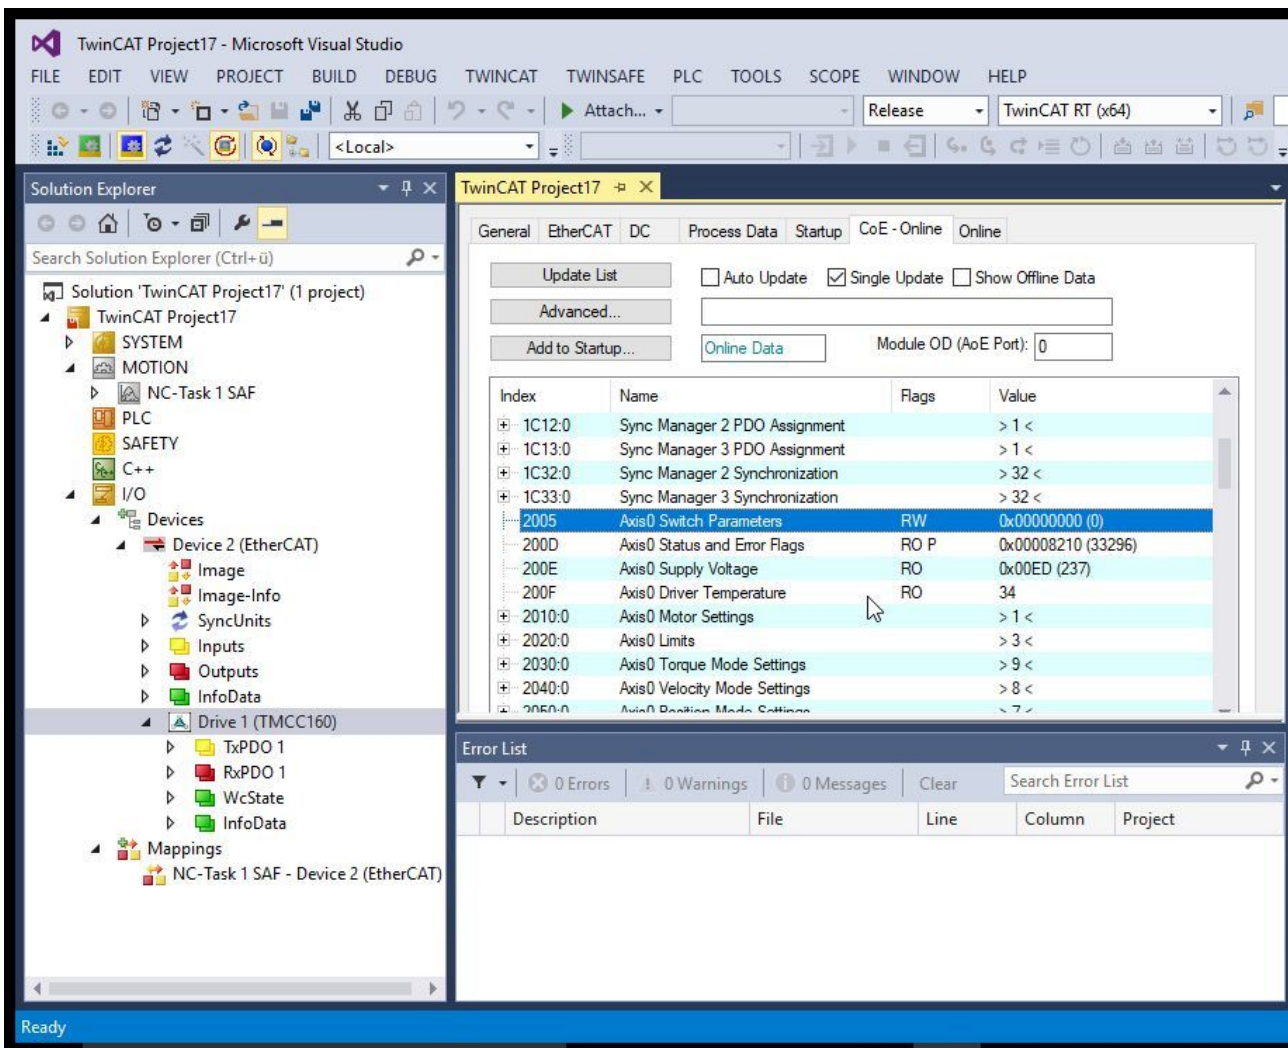 TwinCAT Project17 - Microsoft Visual Studio
FILE EDIT VIEW PROJECT BUILD DEBUG TWINCAT TWINSAFE PLC TOOLS SCOPE WINDOW HELP
Attach... Release TwinCAT RT (x64)
<Local>
Solution Explorer
Search Solution Explorer (Ctrl+ü)
Solution 'TwinCAT Project17' (1 project)
TwinCAT Project17
SYSTEM
MOTION
NC-Task 1 SAF
PLC
SAFETY
C++
I/O
Devices
Device 2 (EtherCAT)
Image
Image-Info
SyncUnits
Inputs
Outputs
InfoData
Drive 1 (TMCC160)
TxPDO 1
RxPDO 1
WcState
InfoData
Mappings
NC-Task 1 SAF - Device 2 (EtherCAT)
TwinCAT Project17
General EtherCAT DC Process Data Startup CoE - Online Online
Update List Auto Update Single Update Show Offline Data
Advanced...
Add to Startup... Online Data Module OD (AoE Port): 0
Index Name Flags Value
1C12:0 Sync Manager 2 PDO Assignment > 1 <
1C13:0 Sync Manager 3 PDO Assignment > 1 <
1C32:0 Sync Manager 2 Synchronization > 32 <
1C33:0 Sync Manager 3 Synchronization > 32 <
2005 Axis0 Switch Parameters RW 0x00000000 (0)
200D Axis0 Status and Error Flags RO P 0x00008210 (33296)
200E Axis0 Supply Voltage RO 0x00ED (237)
200F Axis0 Driver Temperature RO 34
2010:0 Axis0 Motor Settings > 1 <
2020:0 Axis0 Limits > 3 <
2030:0 Axis0 Torque Mode Settings > 9 <
2040:0 Axis0 Velocity Mode Settings > 8 <
2050:0 Axis0 Position Mode Settings > 7 <
Error List
0 Errors 0 Warnings 0 Messages Clear Search Error List
Description File Line Column Project
Ready